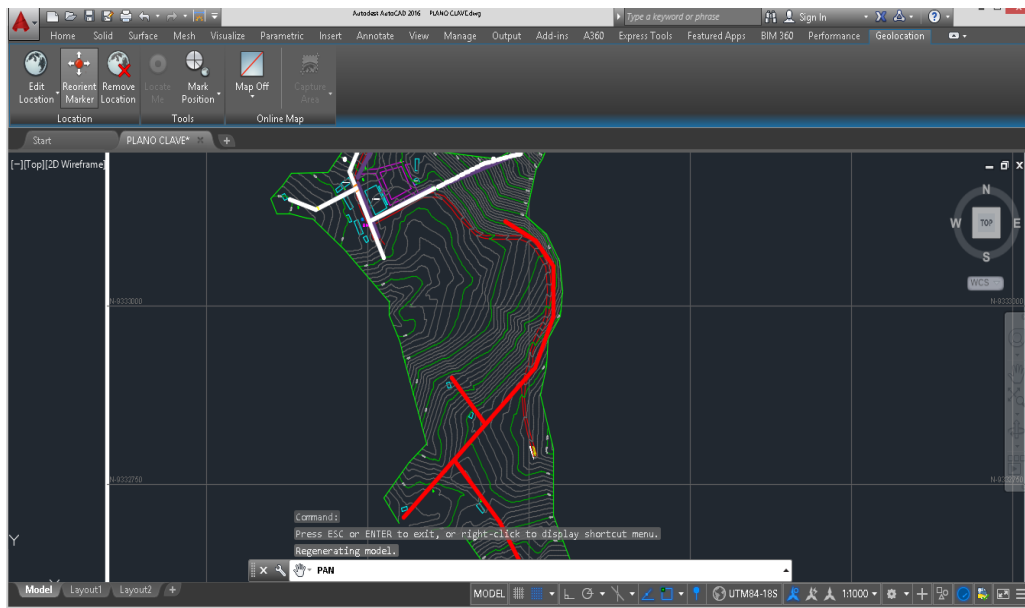 Autodesk AutoCAD 2016 PLANO CLAVE.dwg
Type a keyword or phrase
Sign In
Home Solid Surface Mesh Visualize Parametric Insert Annotate View Manage Output Add-ins A360 Express Tools Featured Apps BIM 360 Performance Geolocation
Edit Location
Reorient Marker
Remove Location
Locate Me
Mark Position
Map Off
Capture Area
Location Tools Online Map
Start PLANO CLAVE*
[−][Top][2D Wireframe]
N
W TOP E
S
WCS
N-9333000 N-9333000
N-9332750 N-9332750
Command:
Press ESC or ENTER to exit, or right-click to display shortcut menu.
Regenerating model.
Y
PAN
X
Model Layout1 Layout2 +
MODEL UTM84-18S 1:1000